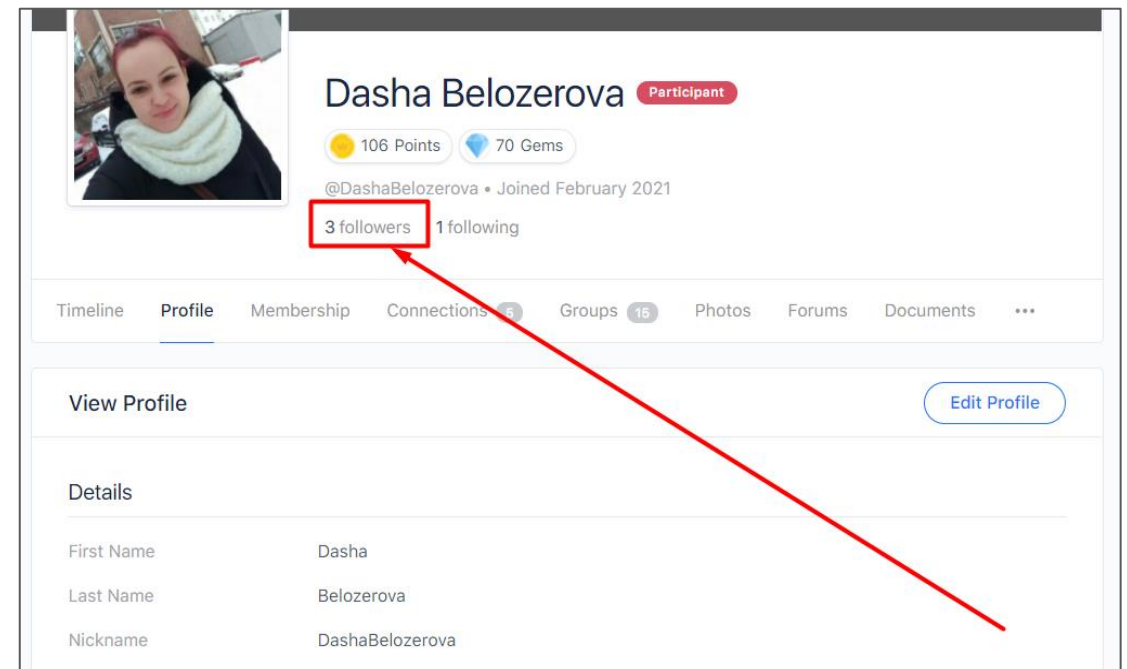 Dasha Belozerova Participant
106 Points 70 Gems
@DashaBelozerova • Joined February 2021
3 followers 1 following
Timeline Profile Membership Connections 5 Groups 15 Photos Forums Documents •••
View Profile Edit Profile
Details
First Name Dasha
Last Name Belozerova
Nickname DashaBelozerova